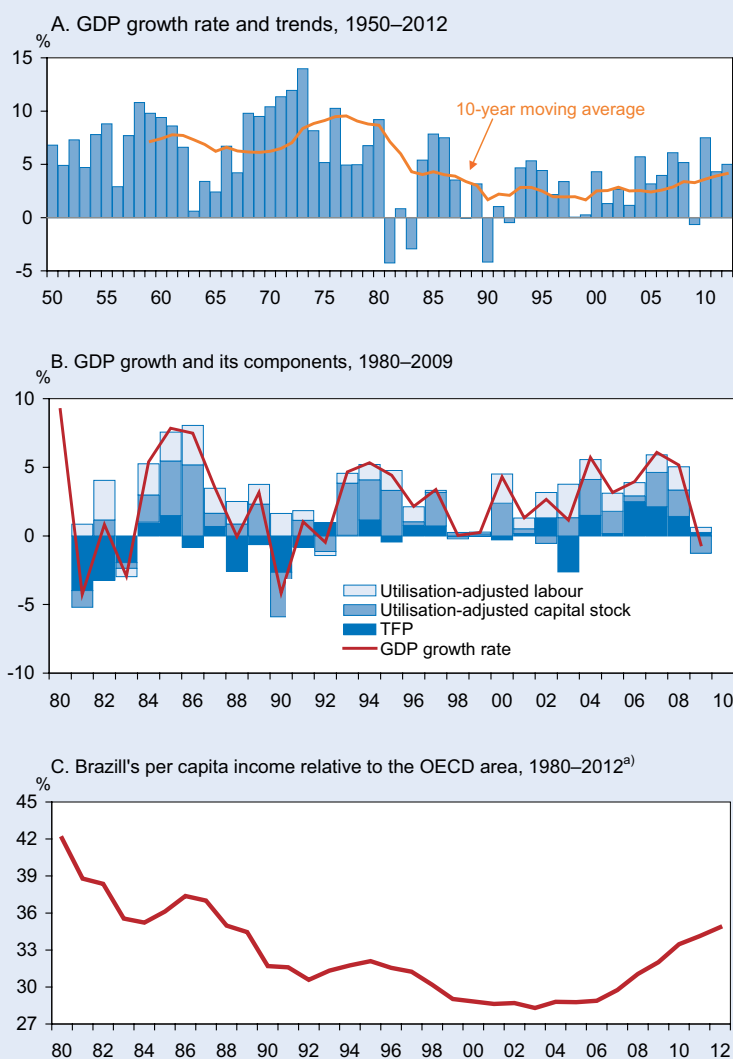 A. GDP growth rate and trends, 1950–2012
%
15
10-year moving average
10
5
0
-5
50 55 60 65 70 75 80 85 90 95 00 05 10
B. GDP growth and its components, 1980–2009
%
10
5
0
-5
-10
Utilisation-adjusted labour
Utilisation-adjusted capital stock
TFP
GDP growth rate
80 82 84 86 88 90 92 94 96 98 00 02 04 06 08 10
C. Brazill's per capita income relative to the OECD area, 1980–2012a)
%
45
42
39
36
33
30
27
80 82 84 86 88 90 92 94 96 98 00 02 04 06 08 10 12